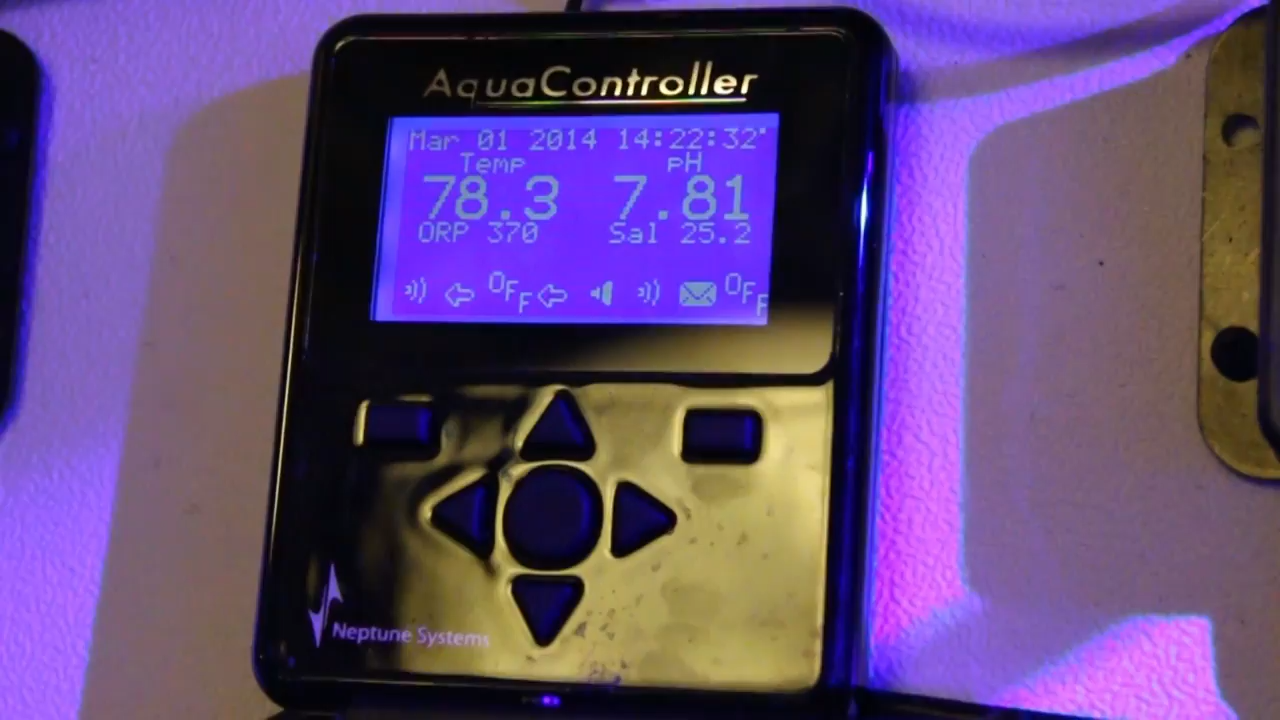 AquaController
Mar 01 2014 14:22:32
Temp pH
78.3 7.81
ORP 370 Sal 25.2
OFF OFF
Neptune Systems